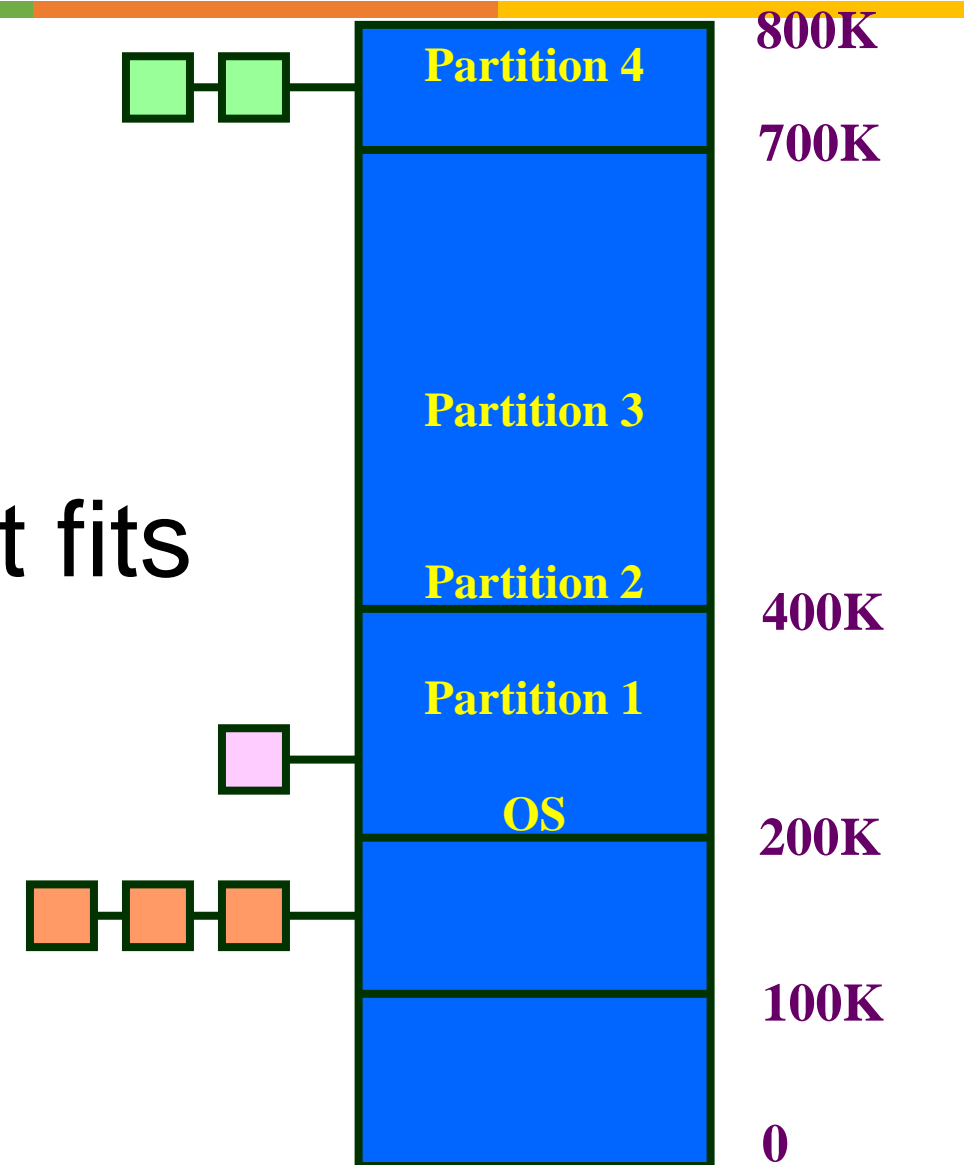 800K
Partition 4
700K
Partition 3
t fits
Partition 2
400K
Partition 1
OS
200K
100K
0